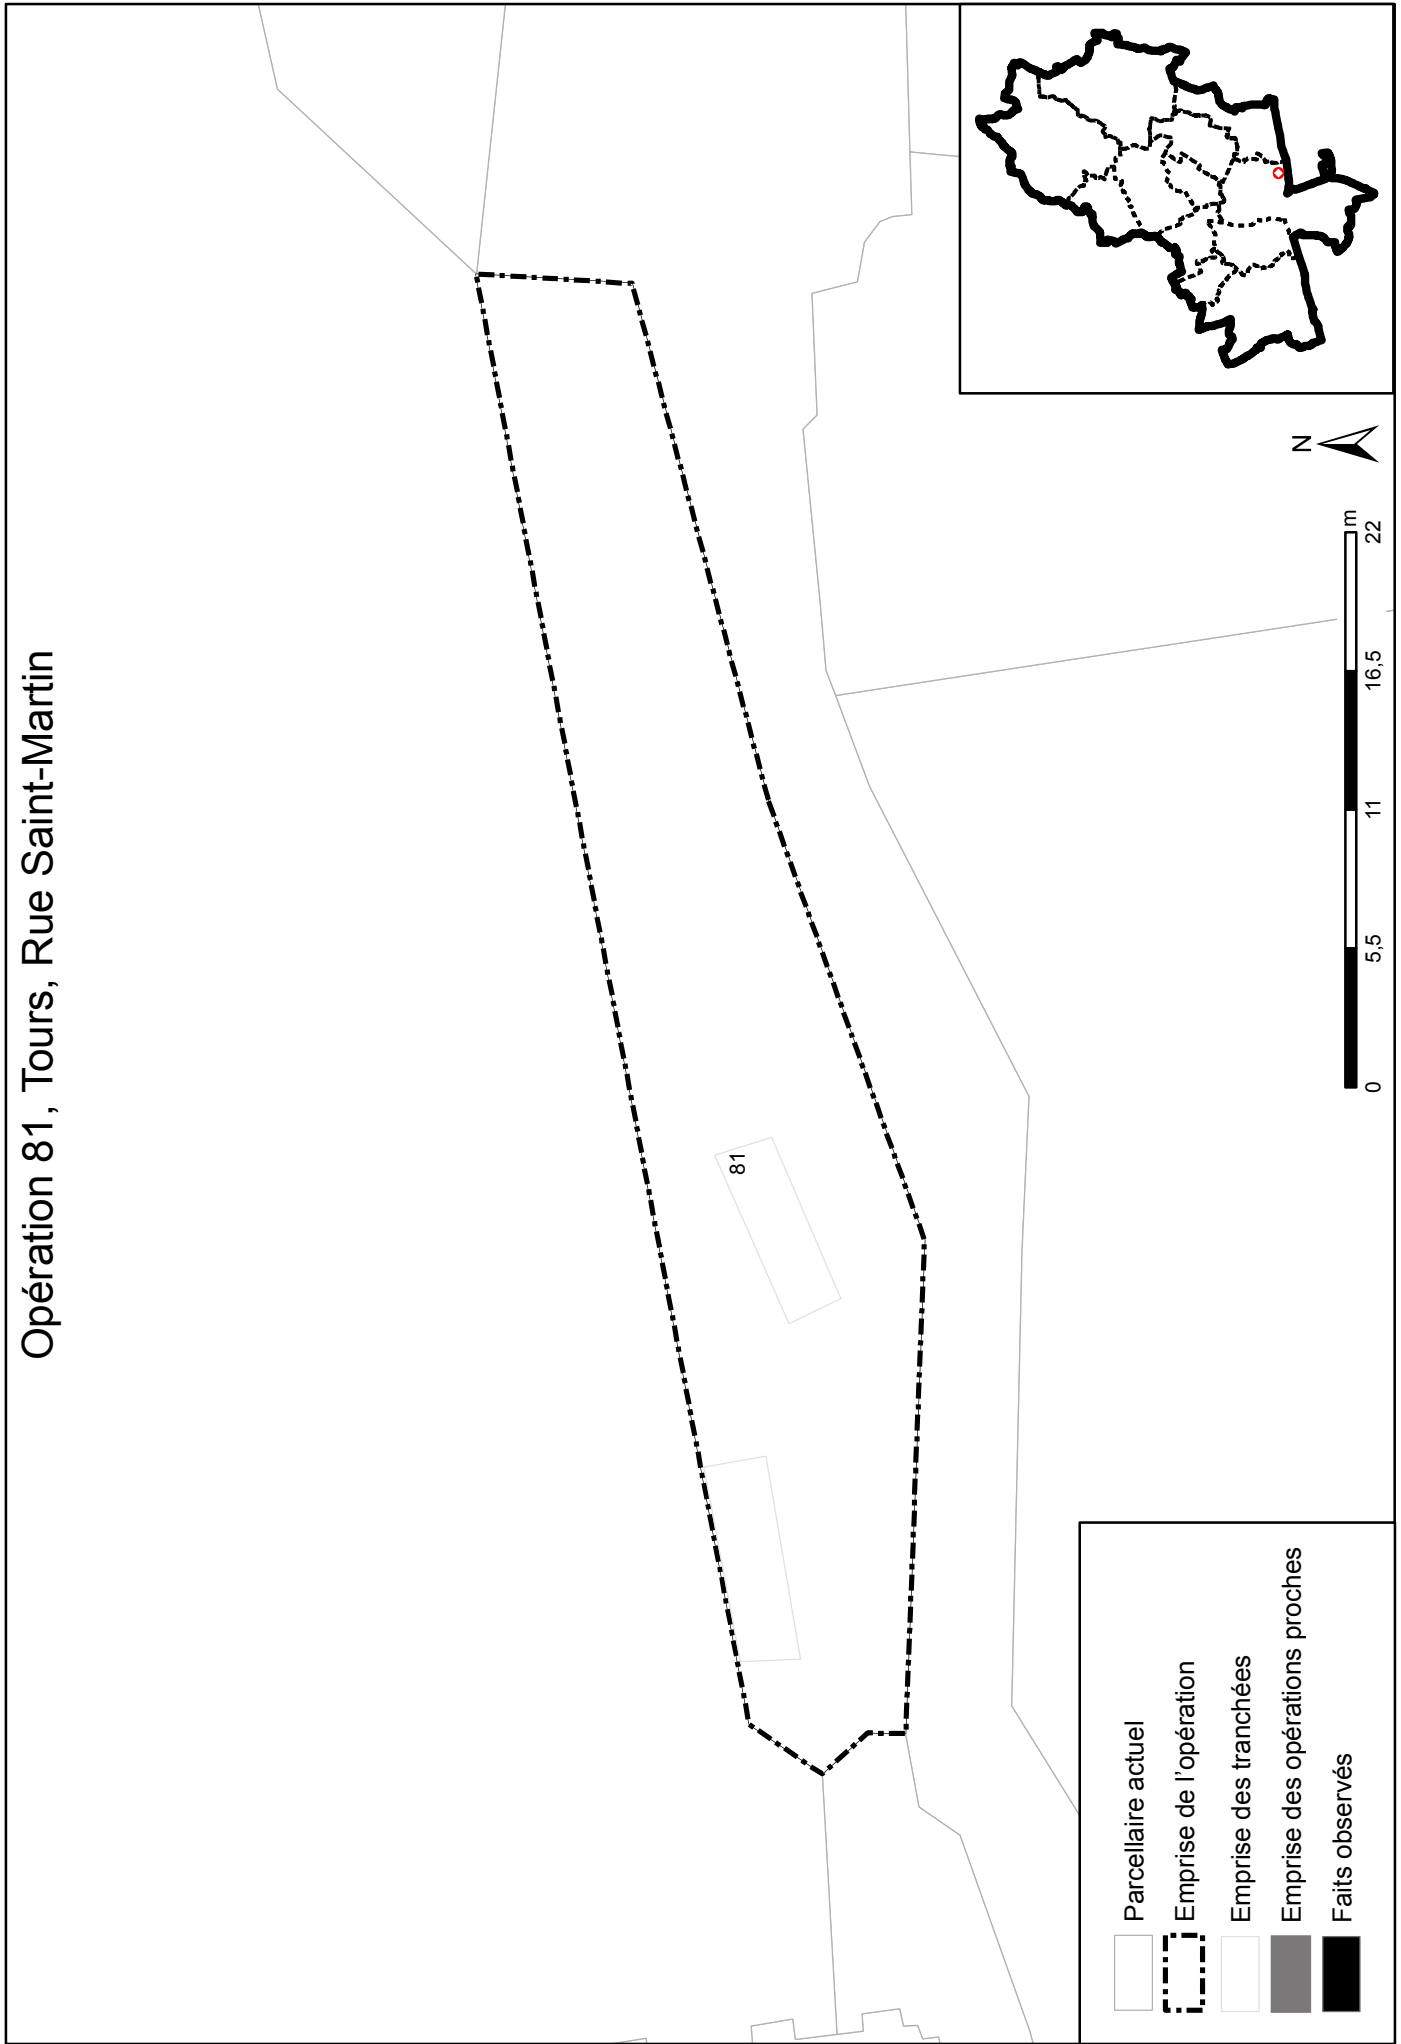 Opération 81, Tours, Rue Saint-Martin
81
N
m
0
5,5
11
16,5
22
Parcellaire actuel
Emprise de l'opération
Emprise des tranchées
Emprise des opérations proches
Faits observés